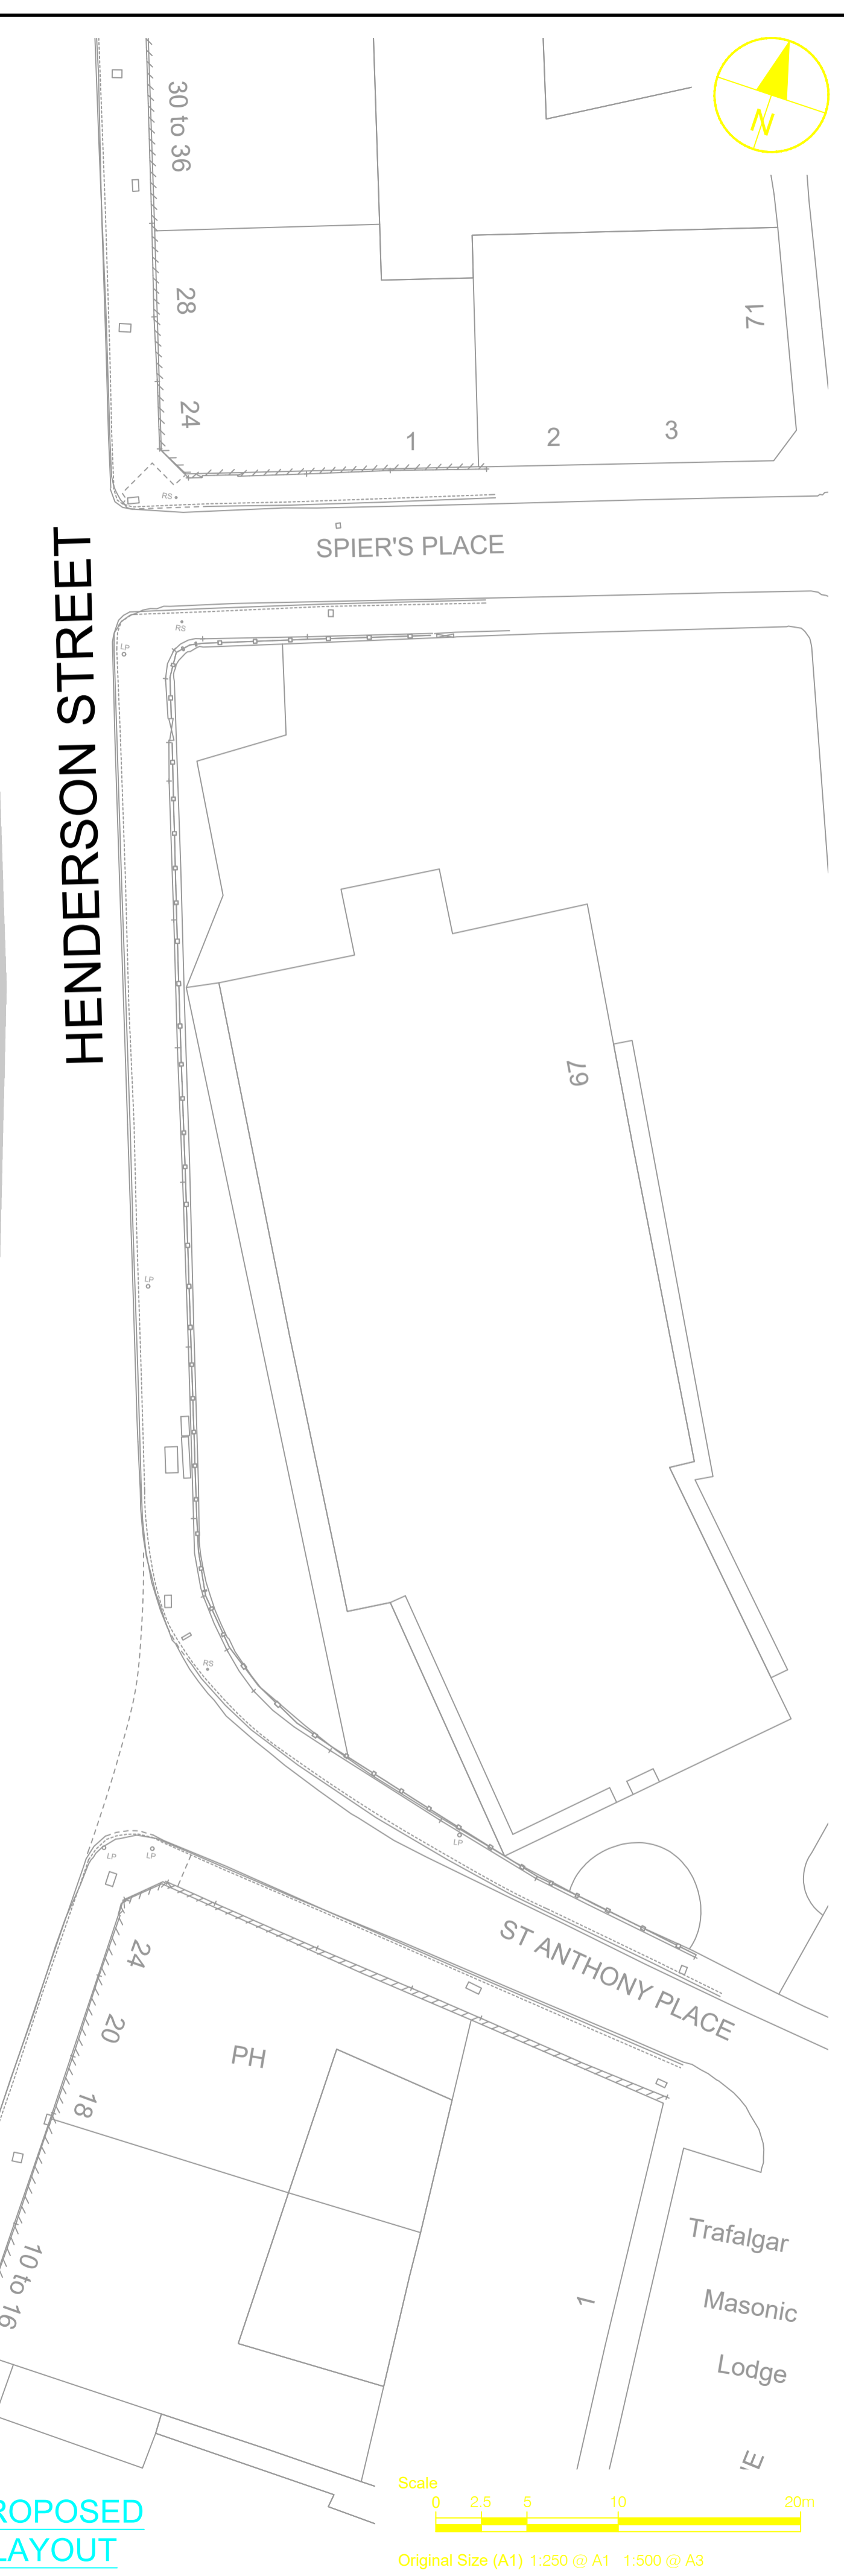 30 to 36
N
28
71
24
1
2
3
RS
SPIER'S PLACE
HENDERSON STREET
RS
LP
67
LP
RS
LP
LP
LP
ST ANTHONY PLACE
24
20
PH
18
10 to 16
1
Trafalgar
Masonic
Lodge
E
Scale
0 2.5 5 10 20m
ROPOSED
LAYOUT
Original Size (A1) 1:250 @ A1 1:500 @ A3